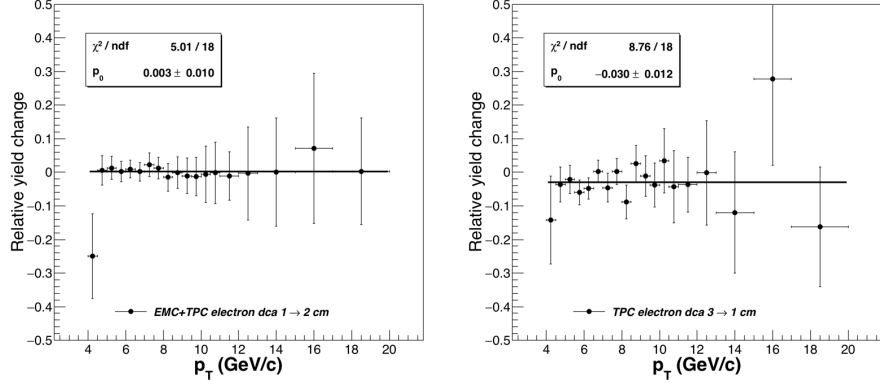 Relative yield change
0.5
0.4
0.3
0.2
0.1
0
−0.1
−0.2
−0.3
−0.4
−0.5
χ² / ndf 5.01 / 18
p₀ 0.003 ± 0.010
EMC+TPC electron dca 1 → 2 cm
4 6 8 10 12 14 16 18 20
p_T (GeV/c)
Relative yield change
0.5
0.4
0.3
0.2
0.1
0
−0.1
−0.2
−0.3
−0.4
−0.5
χ² / ndf 8.76 / 18
p₀ −0.030 ± 0.012
TPC electron dca 3 → 1 cm
4 6 8 10 12 14 16 18 20
p_T (GeV/c)